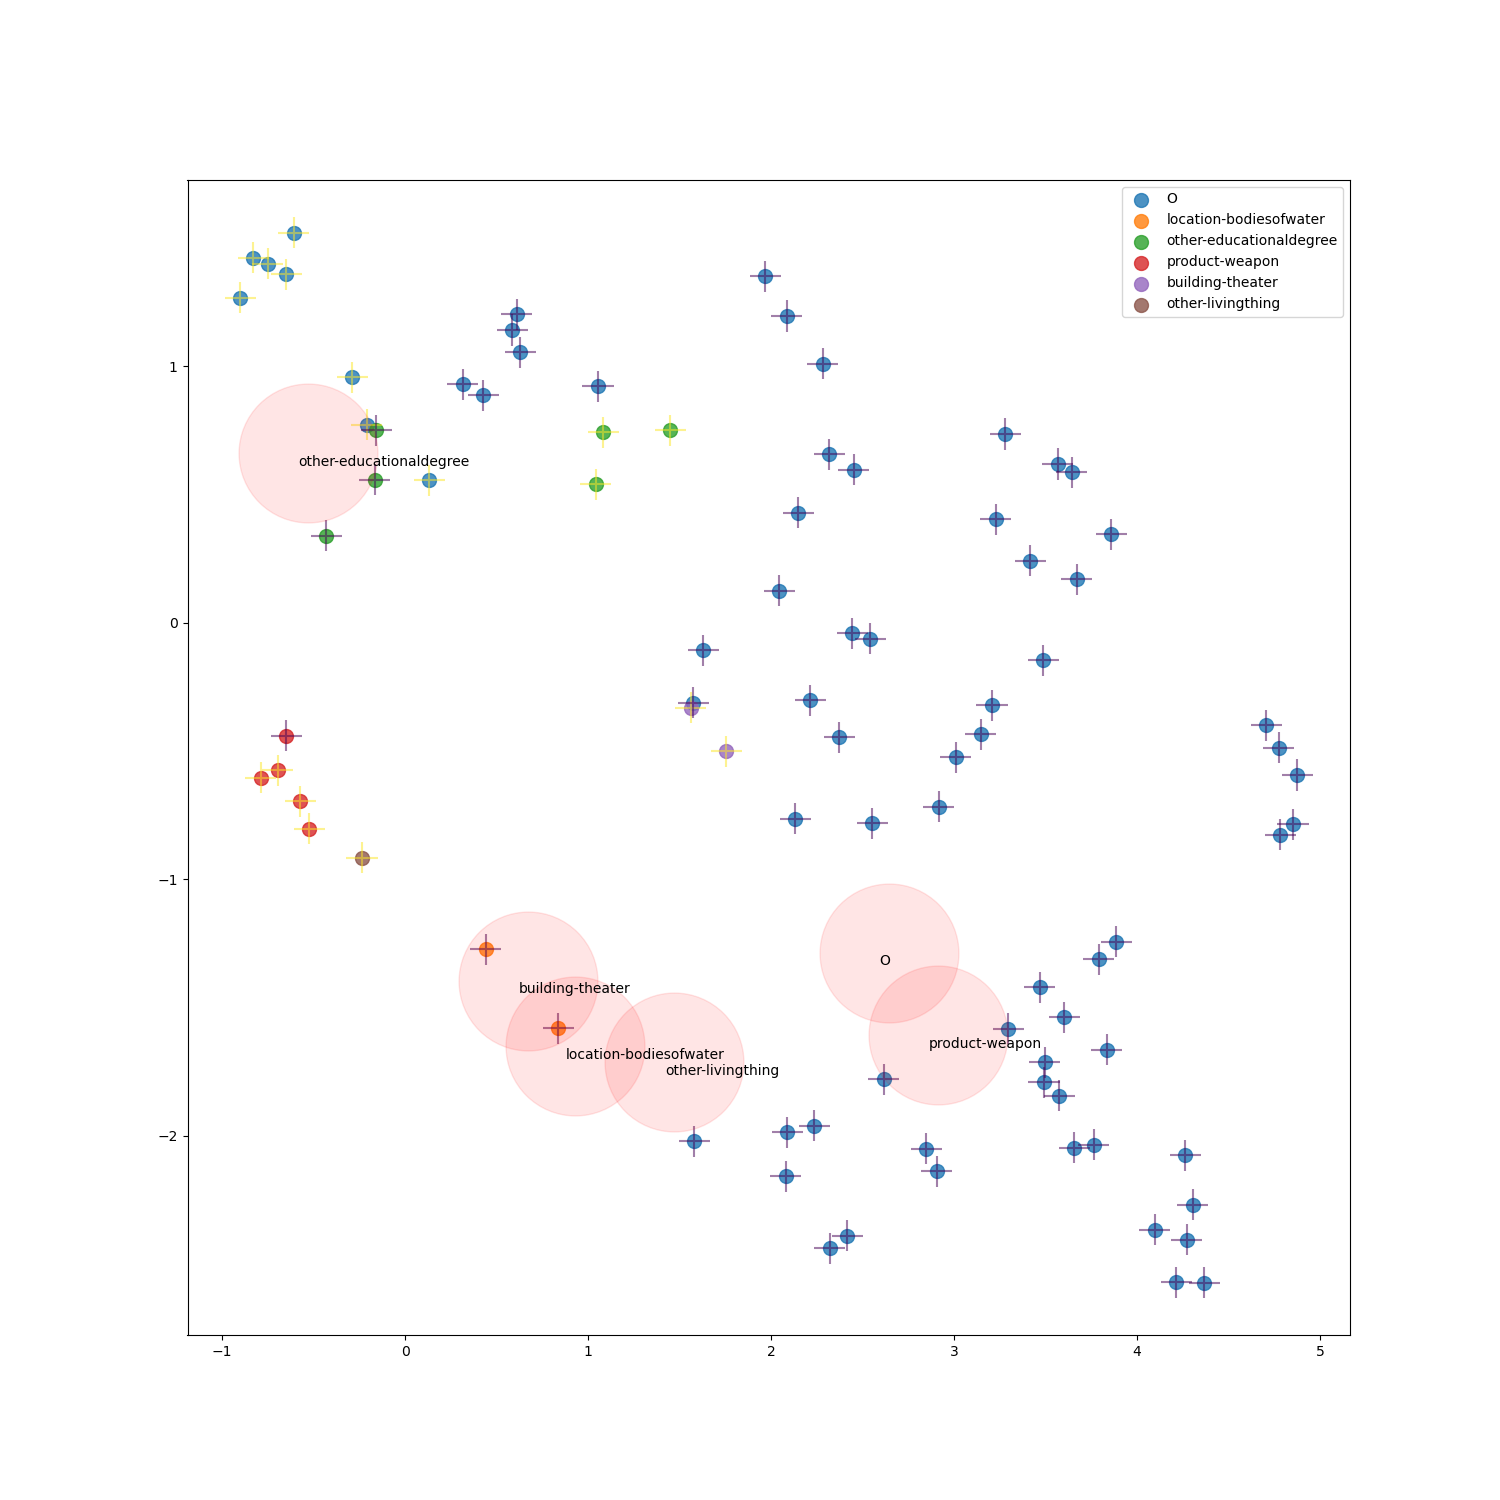 O
location-bodiesofwater
other-educationaldegree
product-weapon
building-theater
other-livingthing
1
other-educationaldegree
0
−1
O
building-theater
product-weapon
location-bodiesofwater
other-livingthing
−2
−1 0 1 2 3 4 5